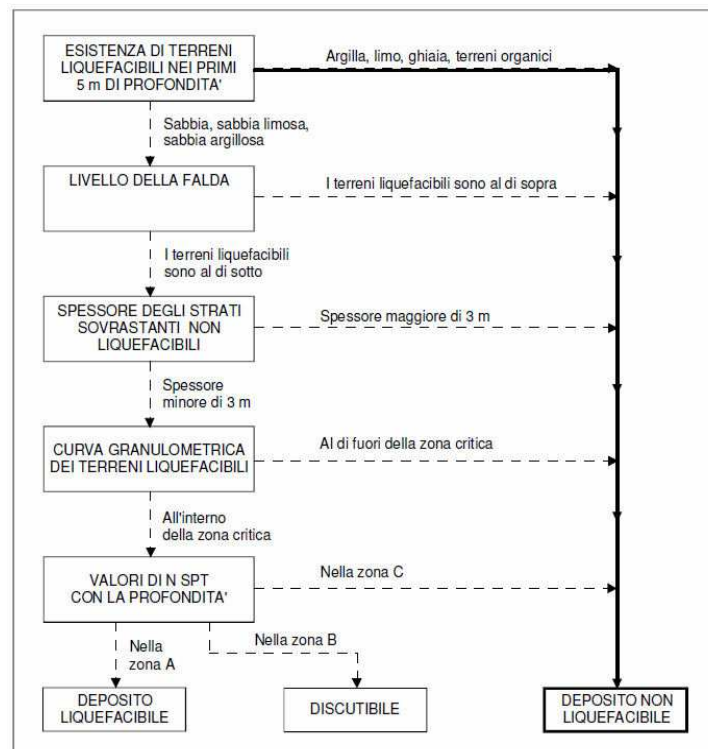 ESISTENZA DI TERRENI
LIQUEFACIBILI NEI PRIMI
5 m DI PROFONDITA'
Argilla, limo, ghiaia, terreni organici
Sabbia, sabbia limosa,
sabbia argillosa
LIVELLO DELLA FALDA
I terreni liquefacibili sono al di sopra
I terreni liquefacibili
sono al di sotto
SPESSORE DEGLI STRATI
SOVRASTANTI NON
LIQUEFACIBILI
Spessore maggiore di 3 m
Spessore
minore di 3 m
CURVA GRANULOMETRICA
DEI TERRENI LIQUEFACIBILI
Al di fuori della zona critica
All'interno
della zona critica
VALORI DI N SPT
CON LA PROFONDITA'
Nella zona C
Nella
zona A
Nella zona B
DEPOSITO
LIQUEFACIBILE
DISCUTIBILE
DEPOSITO NON
LIQUEFACIBILE